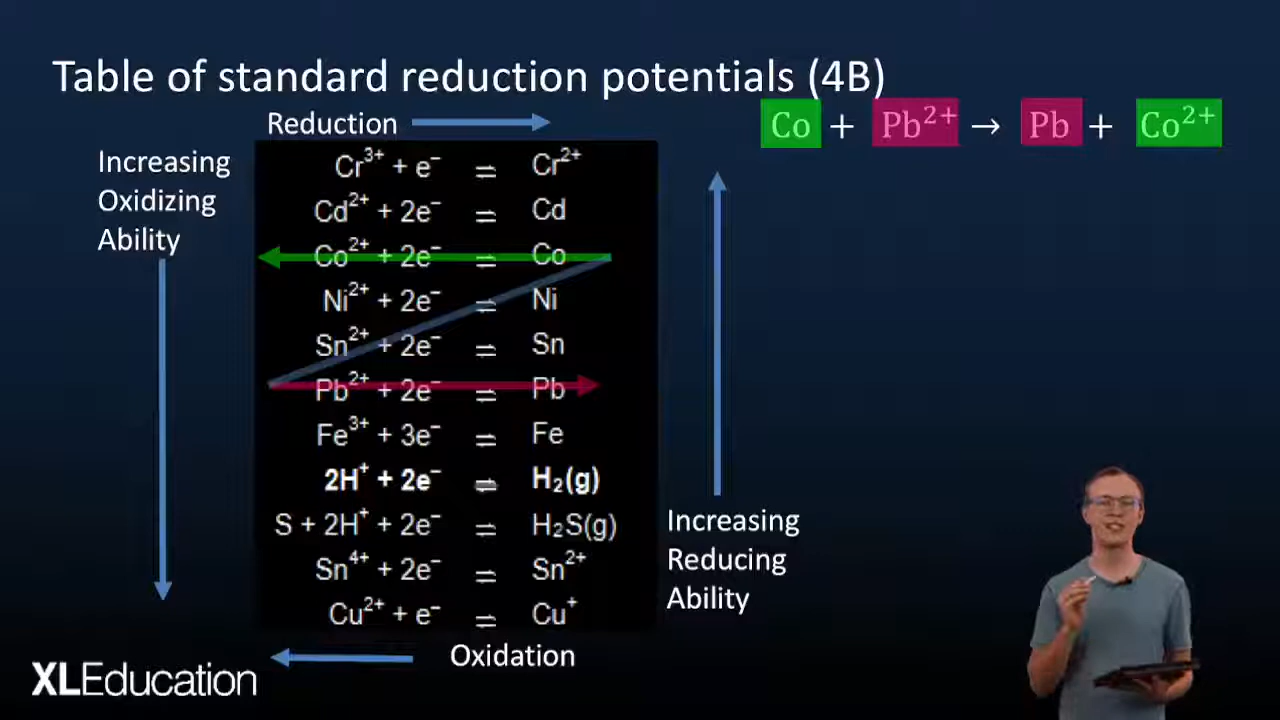 Table of standard reduction potentials (4B)
Reduction
Co + Pb²⁺ → Pb + Co²⁺
Increasing
Oxidizing
Ability
Cr³⁺ + e⁻ ⇌ Cr²⁺
Cd²⁺ + 2e⁻ ⇌ Cd
Co²⁺ + 2e⁻ ⇌ Co
Ni²⁺ + 2e⁻ ⇌ Ni
Sn²⁺ + 2e⁻ ⇌ Sn
Pb²⁺ + 2e⁻ ⇌ Pb
Fe³⁺ + 3e⁻ ⇌ Fe
2H⁺ + 2e⁻ ⇌ H₂(g)
S + 2H⁺ + 2e⁻ ⇌ H₂S(g)
Sn⁴⁺ + 2e⁻ ⇌ Sn²⁺
Cu²⁺ + e⁻ ⇌ Cu⁺
Increasing
Reducing
Ability
Oxidation
XLEducation